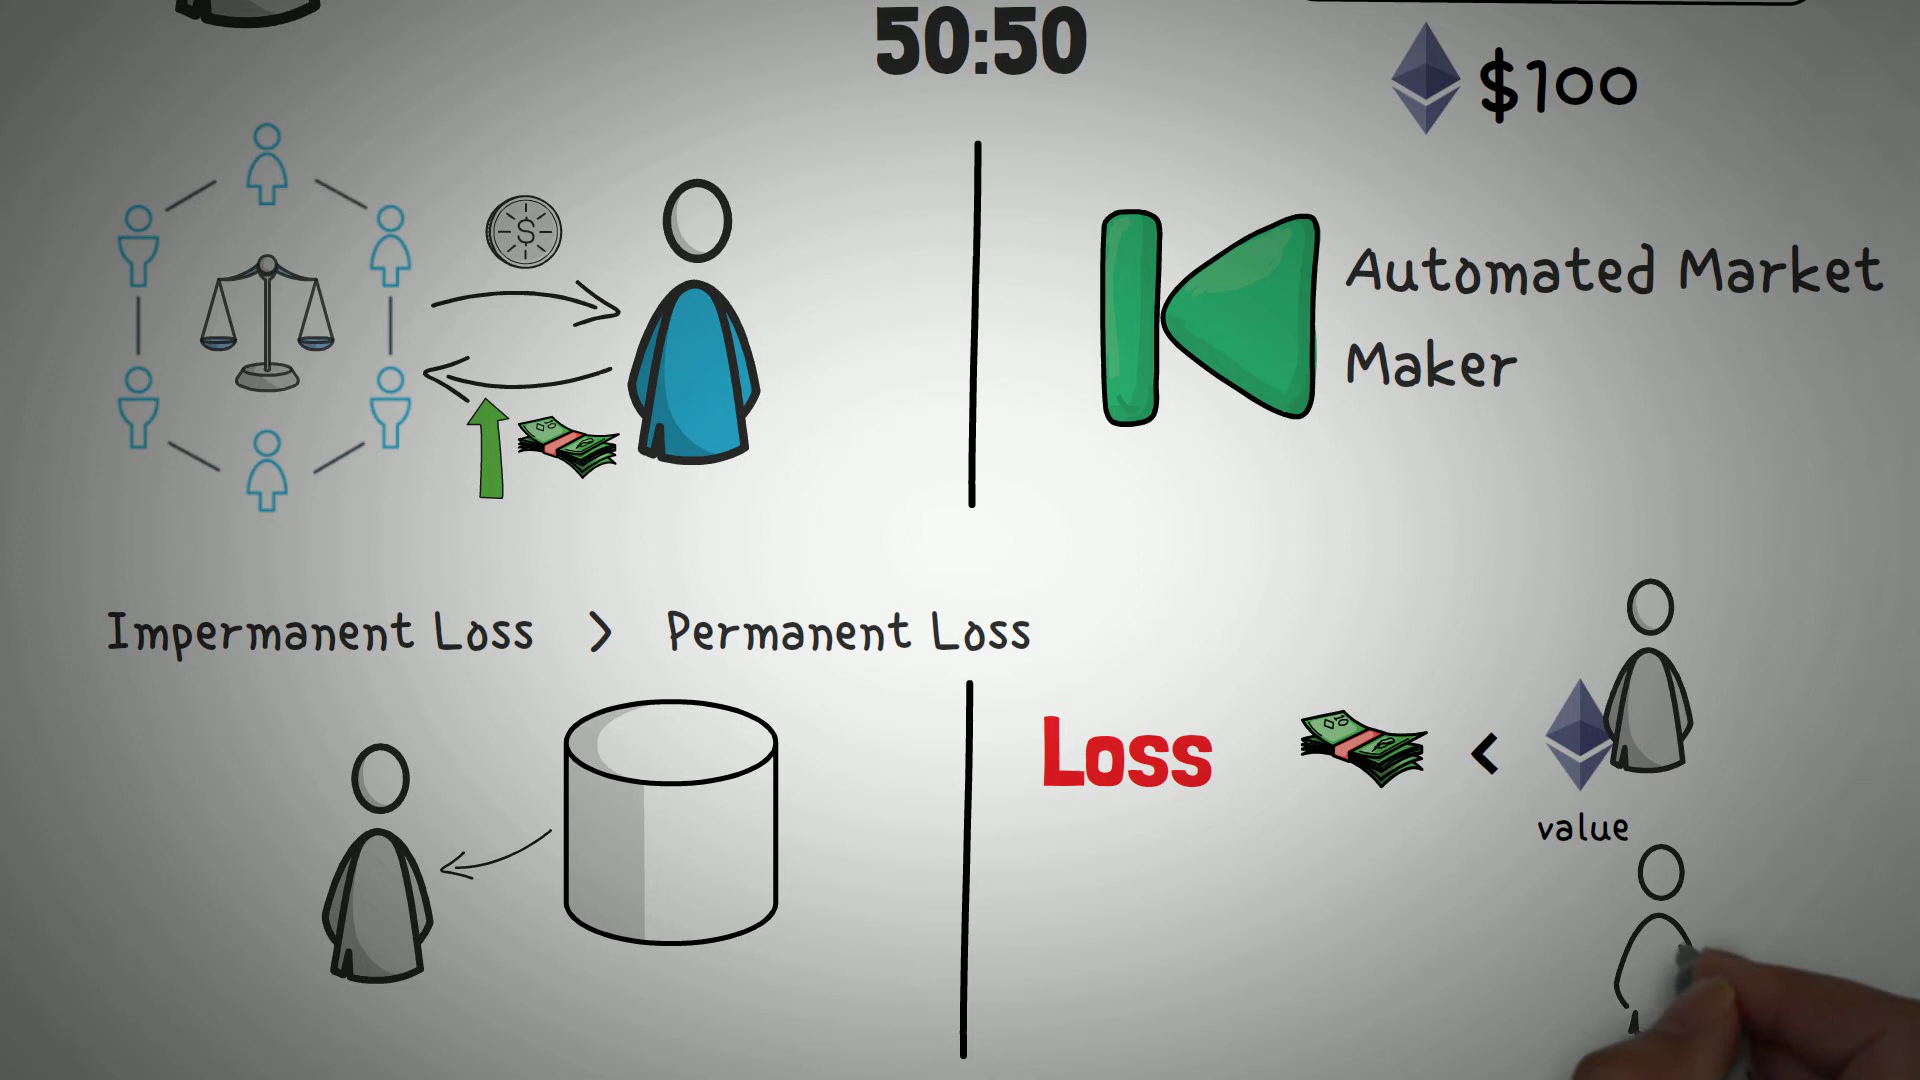 50:50
$100
Automated Market
Maker
Impermanent Loss > Permanent Loss
Loss <
value